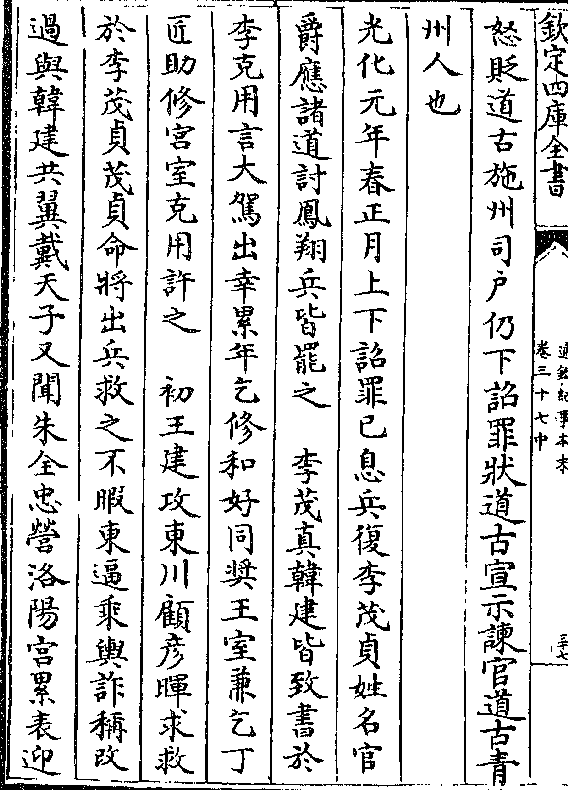 欽定四庫全書
通鑑紀事本末
卷三十七中
三十七
怒貶道古施州司户仍下詔罪狀道古宣示諫官道古青
州人也
光化元年春正月上下詔罪己息兵復李茂貞姓名官
爵應諸道討鳳翔兵皆罷之　李茂真韓建皆致書於
李克用言大駕出幸累年乞修和好同奬王室兼乞丁
匠助修宫室克用許之　初王建攻東川顧彦暉求救
於李茂貞茂貞命將出兵救之不暇東逼乘輿詐稱改
過與韓建共翼戴天子又聞朱全忠營洛陽宫累表迎